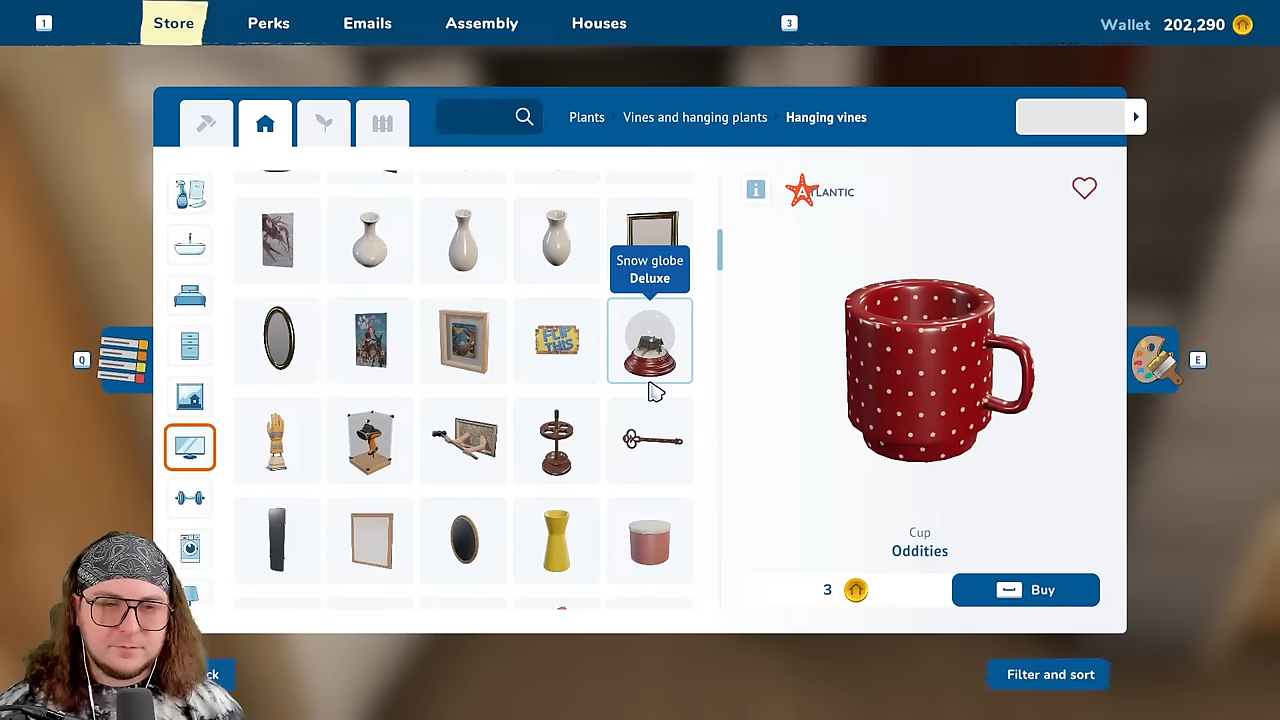 1 Store Perks Emails Assembly Houses 3 Wallet 202,290
Plants Vines and hanging plants Hanging vines
ATLANTIC
Snow globe
Deluxe
FLIP
THIS
Q
E
Cup
Oddities
3 Buy
ck
Filter and sort